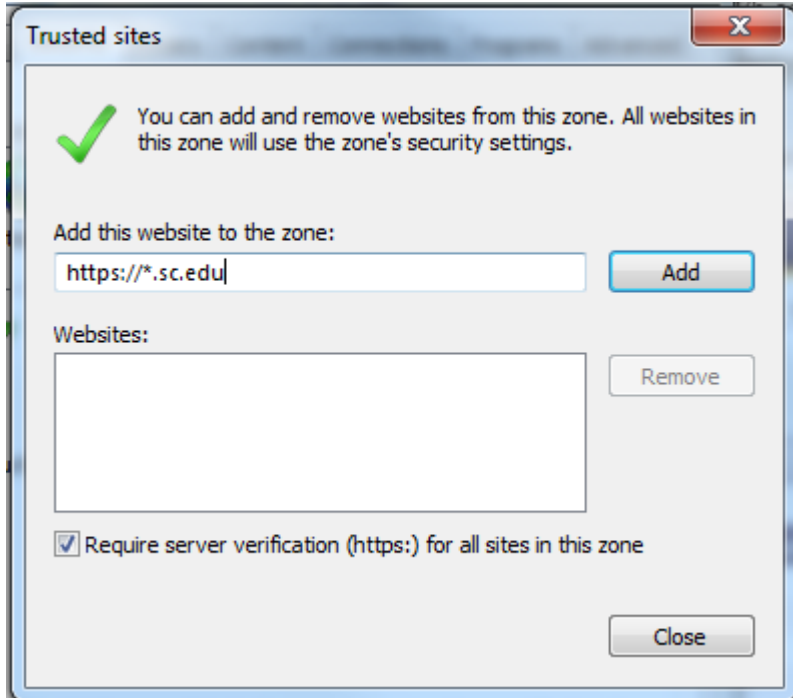 Trusted sites
You can add and remove websites from this zone. All websites in
this zone will use the zone's security settings.
Add this website to the zone:
https://*.sc.edu
Add
Websites:
Remove
Require server verification (https:) for all sites in this zone
Close